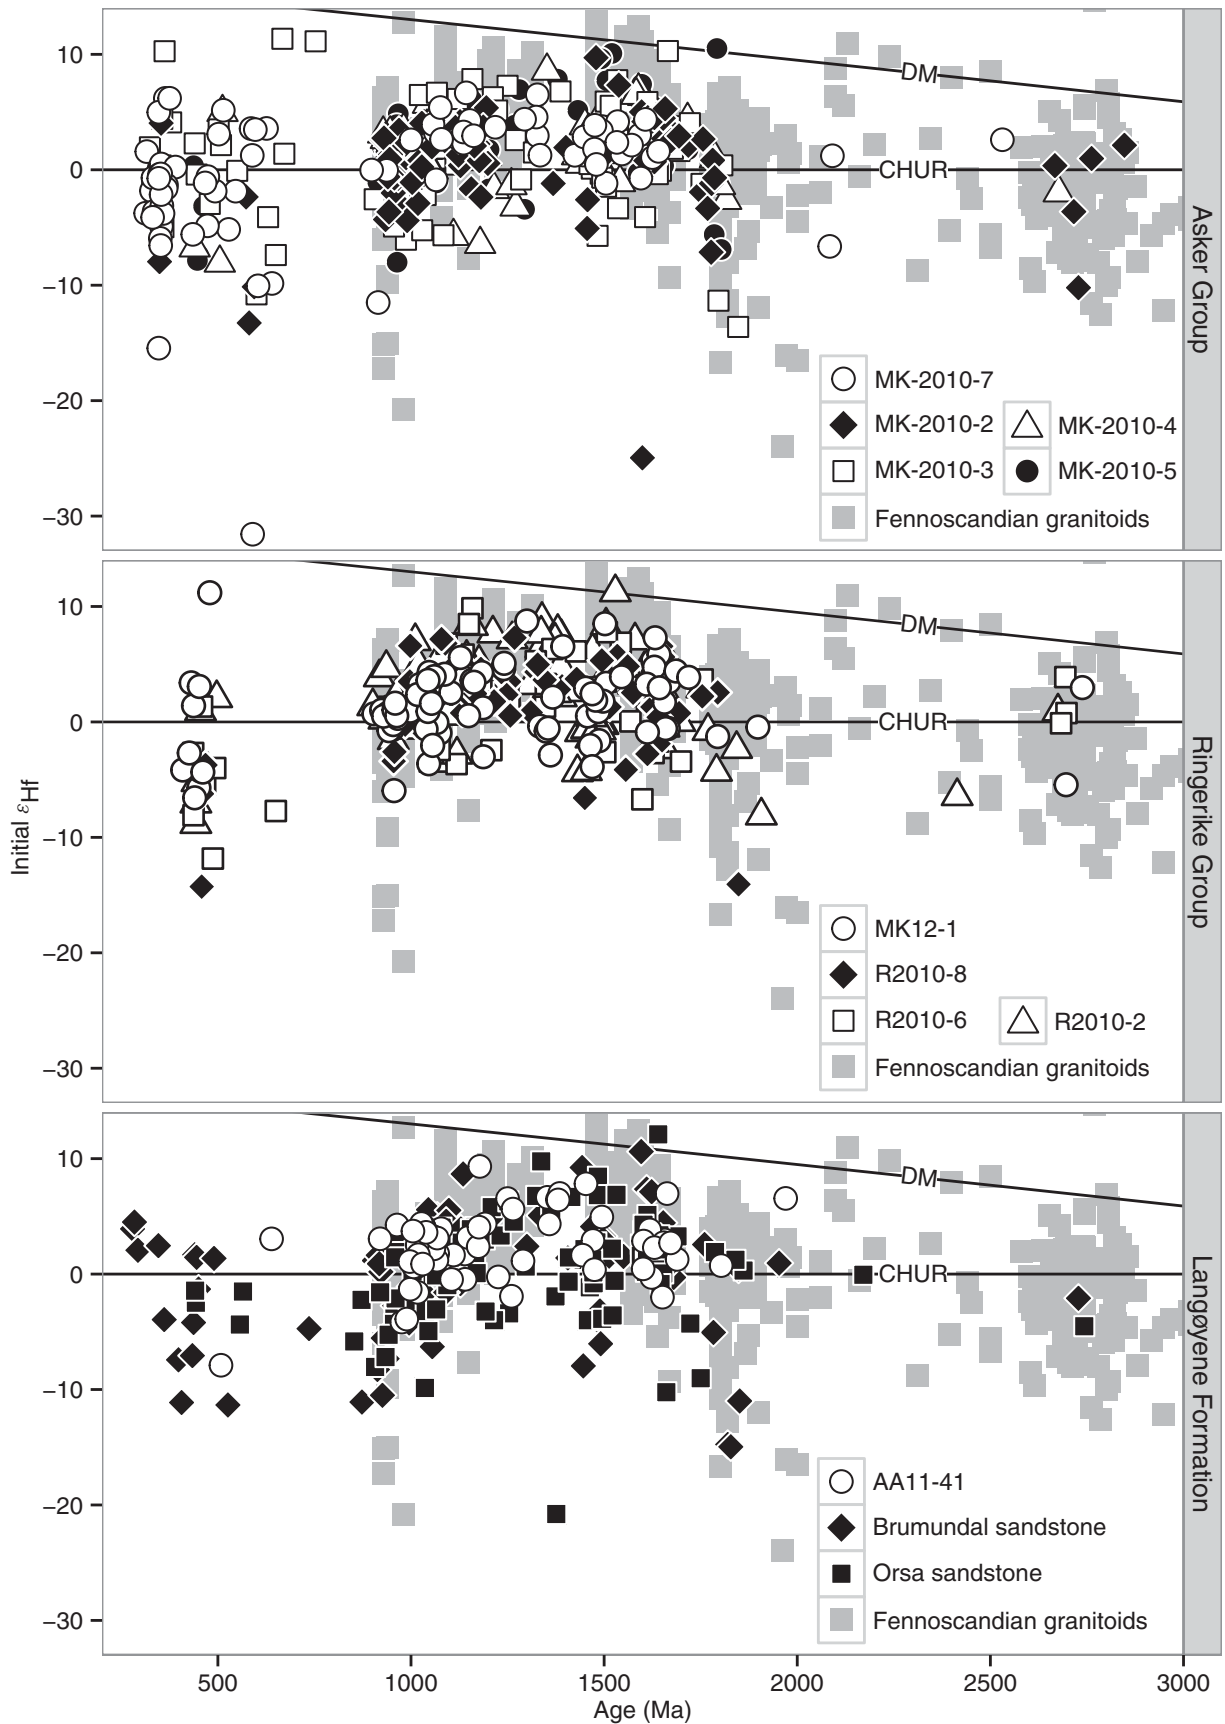 10
0
−10
−20
−30
DM
CHUR
MK-2010-7
MK-2010-2
MK-2010-4
MK-2010-3
MK-2010-5
Fennoscandian granitoids
Asker Group
10
0
−10
−20
−30
Initial εHf
DM
CHUR
MK12-1
R2010-8
R2010-6
R2010-2
Fennoscandian granitoids
Ringerike Group
10
0
−10
−20
−30
DM
CHUR
AA11-41
Brumundal sandstone
Orsa sandstone
Fennoscandian granitoids
Langøyene Formation
500 1000 1500 2000 2500 3000
Age (Ma)